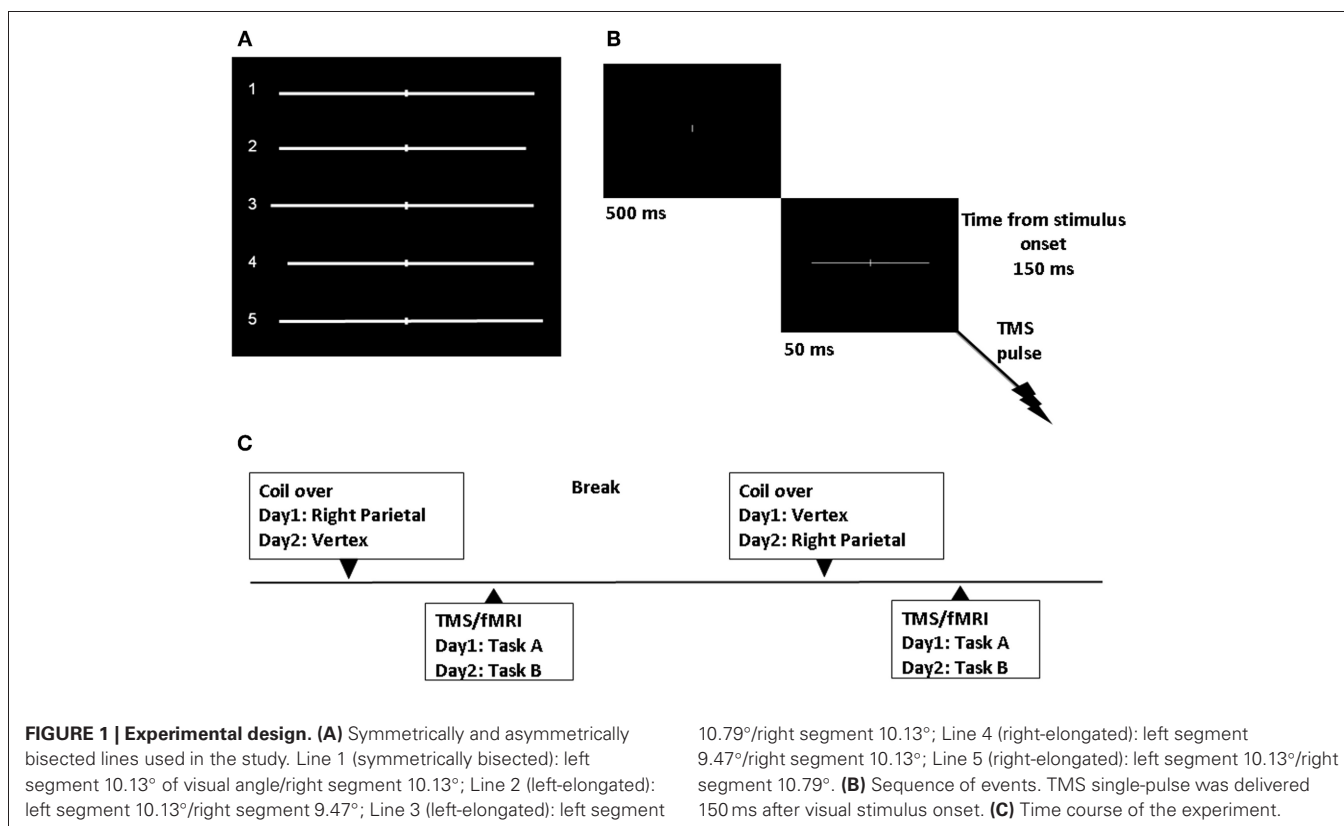 A
1
2
3
4
5
B
500 ms
50 ms
Time from stimulus
onset
150 ms
TMS
pulse
C
Coil over
Day1: Right Parietal
Day2: Vertex
Break
Coil over
Day1: Vertex
Day2: Right Parietal
TMS/fMRI
Day1: Task A
Day2: Task B
TMS/fMRI
Day1: Task A
Day2: Task B
FIGURE 1 | Experimental design. (A) Symmetrically and asymmetrically
bisected lines used in the study. Line 1 (symmetrically bisected): left
segment 10.13° of visual angle/right segment 10.13°; Line 2 (left-elongated):
left segment 10.13°/right segment 9.47°; Line 3 (left-elongated): left segment
10.79°/right segment 10.13°; Line 4 (right-elongated): left segment
9.47°/right segment 10.13°; Line 5 (right-elongated): left segment 10.13°/right
segment 10.79°. (B) Sequence of events. TMS single-pulse was delivered
150 ms after visual stimulus onset. (C) Time course of the experiment.